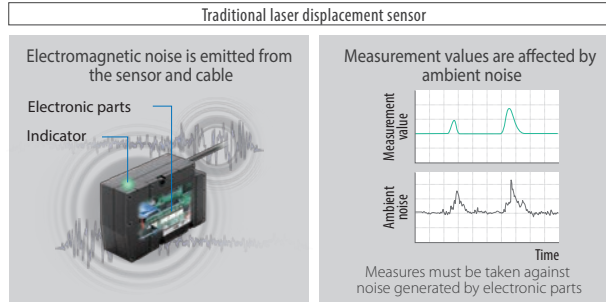 Traditional laser displacement sensor
Electromagnetic noise is emitted from
the sensor and cable
Electronic parts
Indicator
Measurement values are affected by
ambient noise
Measurement
value
Ambient
noise
Time
Measures must be taken against
noise generated by electronic parts